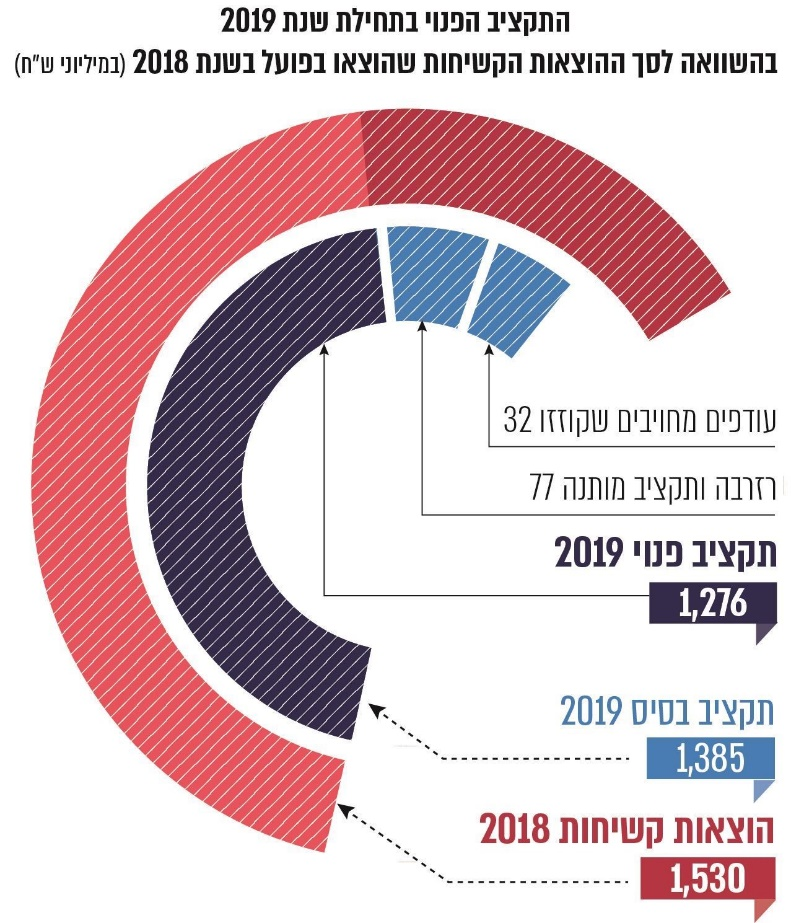 התקציב הפנוי בתחילת שנת 2019
בהשוואה לסך ההוצאות הקשיחות שהוצאו בפועל בשנת 2018 (במיליוני ש"ח)
עודפים מחויבים שקוזזו 32
רזרבה ותקציב מותנה 77
תקציב פנוי 2019
1,276
תקציב בסיס 2019
1,385
הוצאות קשיחות 2018
1,530